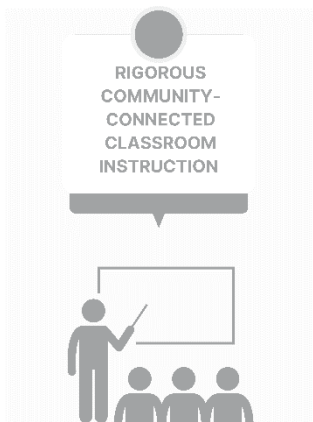 RIGOROUS
COMMUNITY-
CONNECTED
CLASSROOM
INSTRUCTION